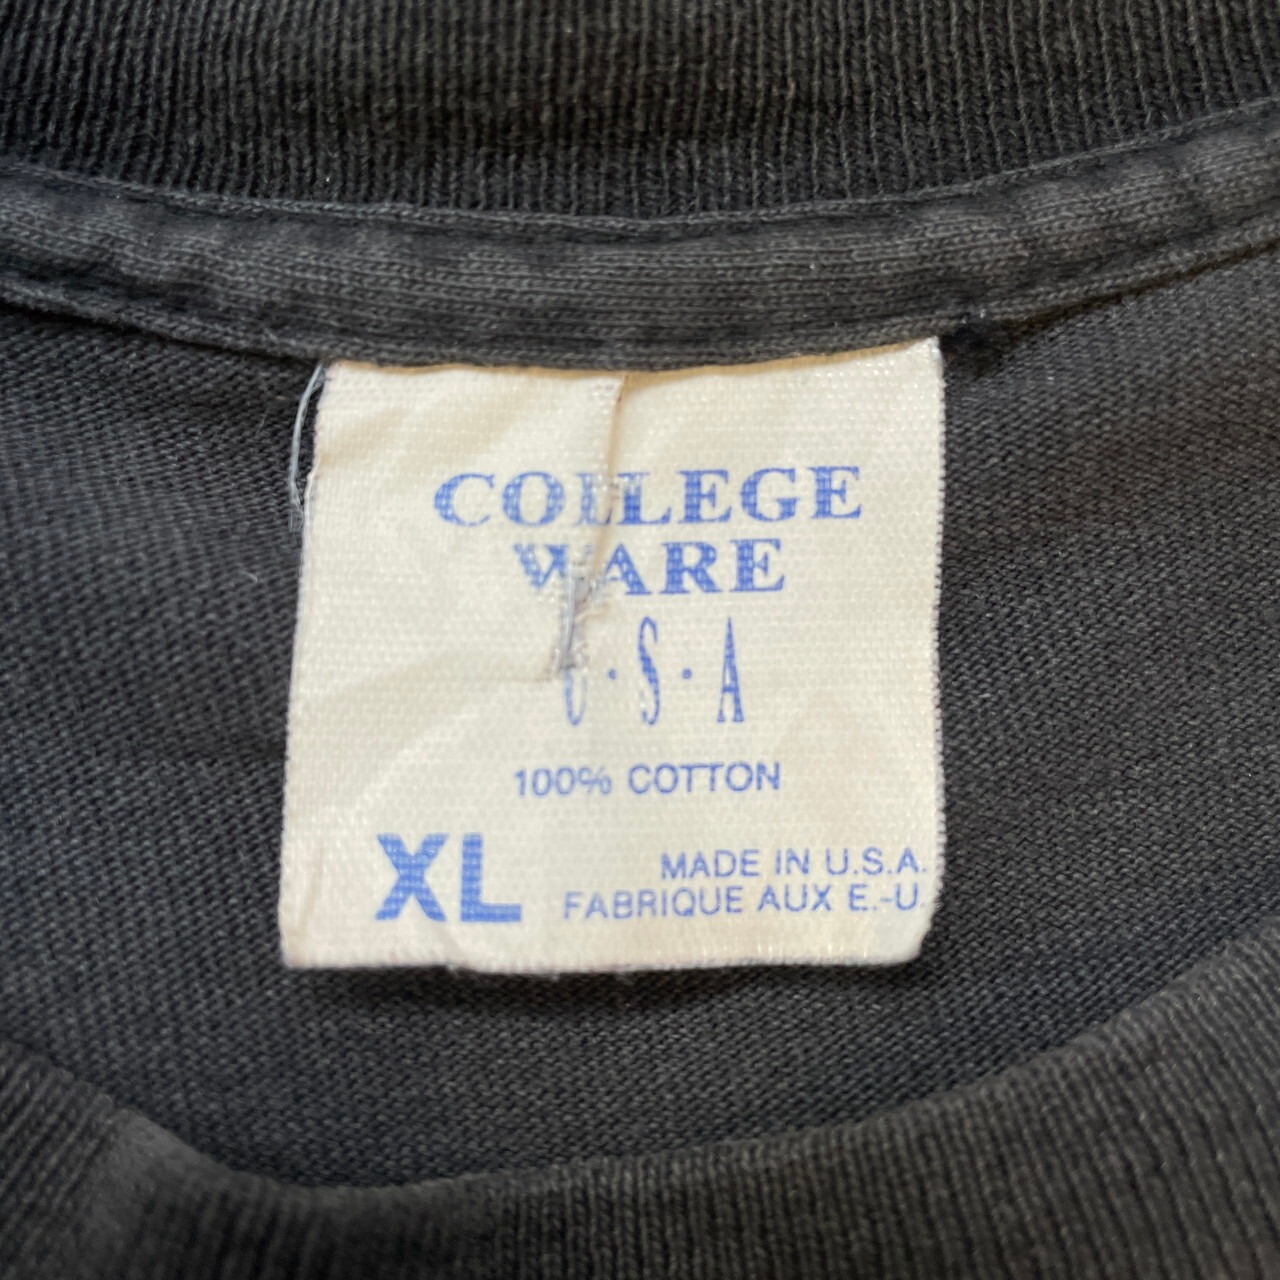 COLLEGE
WARE
U·S·A
100% COTTON
XL
MADE IN U.S.A.
FABRIQUE AUX E.-U.